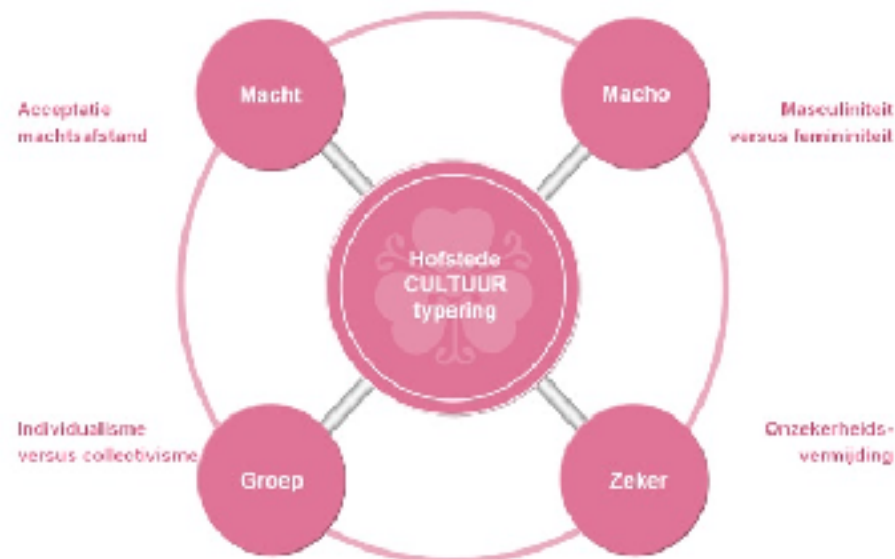 Macht
Macho
Acceptatie
machtsafstand
Masculiniteit
versus femininiteit
Hofstede
CULTUUR
typering
Individualisme
versus collectivisme
Onzekerheids-
vermijding
Groep
Zeker